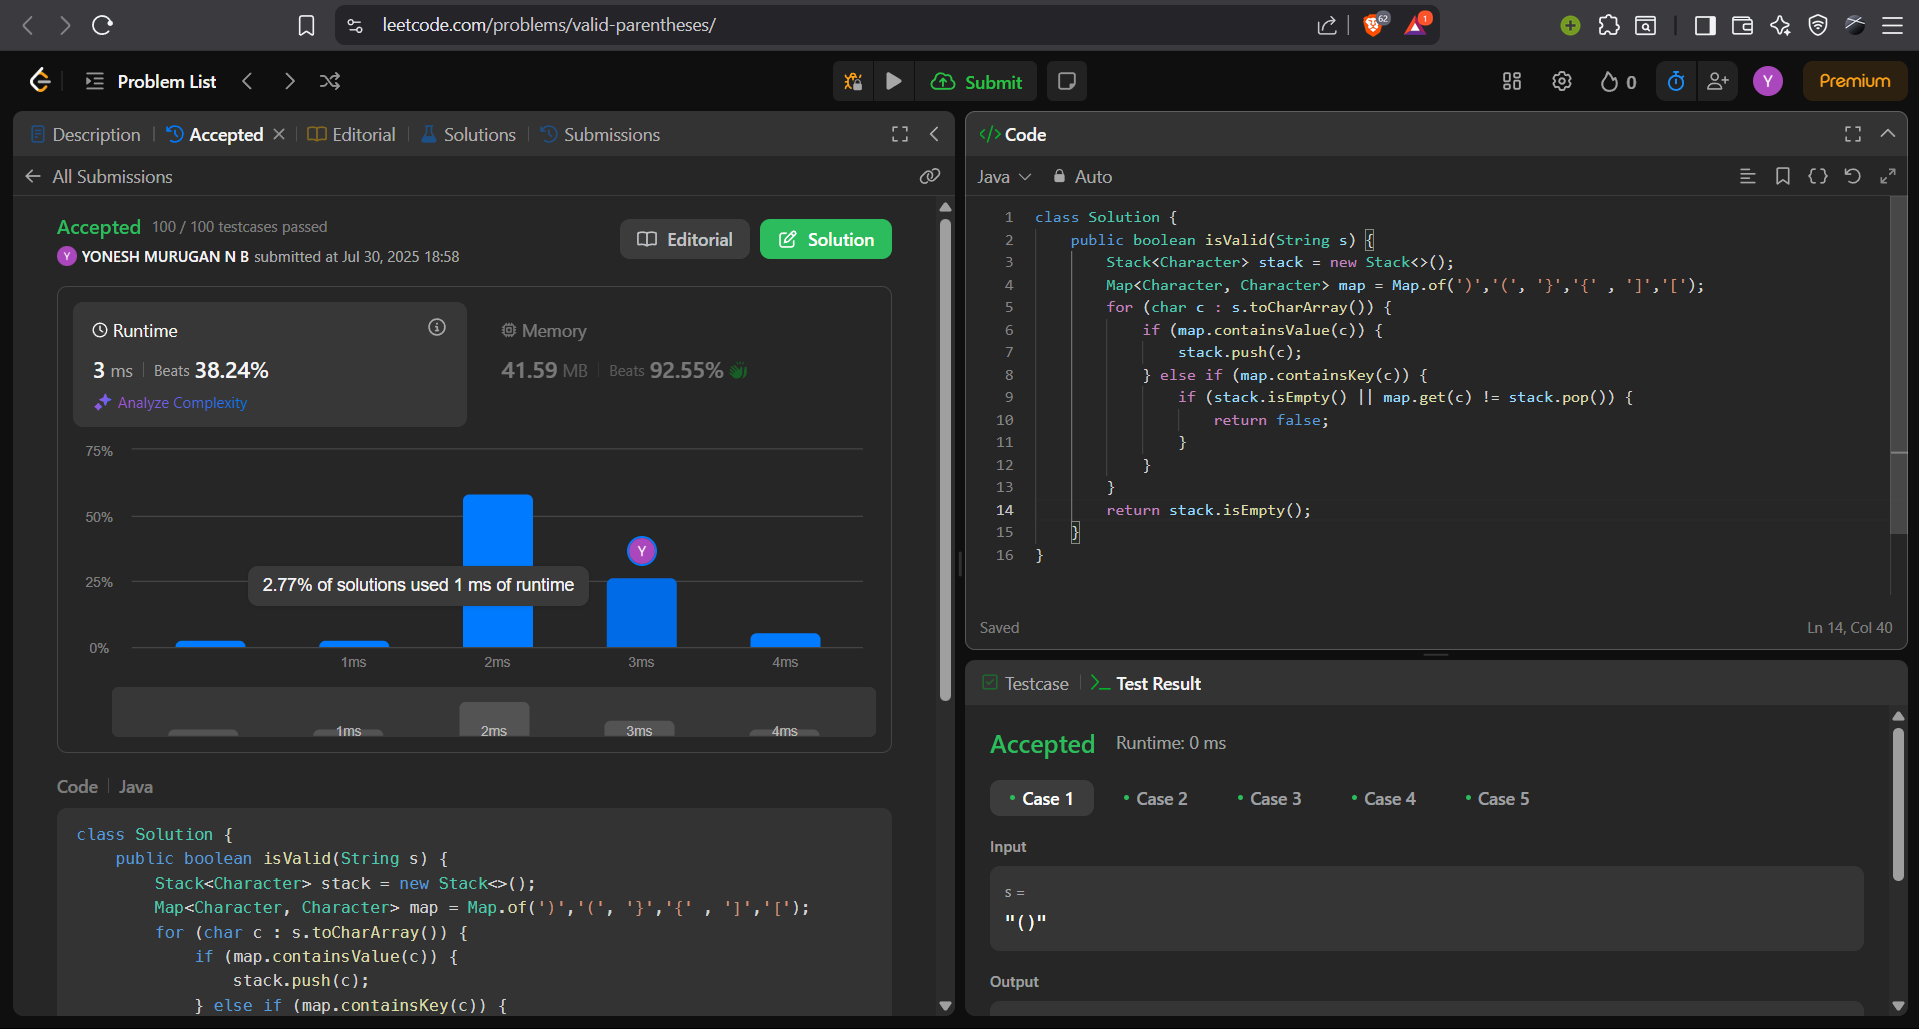 leetcode.com/problems/valid-parentheses/
62
1
Problem List
Submit
0
Y
Premium
Description
Accepted
Editorial
Solutions
Submissions
All Submissions
Accepted 100 / 100 testcases passed
Y YONESH MURUGAN N B submitted at Jul 30, 2025 18:58
Editorial
Solution
Runtime
3 ms Beats 38.24%
Analyze Complexity
Memory
41.59 MB Beats 92.55%
75%
50%
25%
0%
Y
2.77% of solutions used 1 ms of runtime
1ms 2ms 3ms 4ms
1ms 2ms 3ms 4ms
Code Java
class Solution {
public boolean isValid(String s) {
Stack<Character> stack = new Stack<>();
Map<Character, Character> map = Map.of(')','(', '}','{' , ']','[');
for (char c : s.toCharArray()) {
if (map.containsValue(c)) {
stack.push(c);
} else if (map.containsKey(c)) {
</> Code
Java Auto
1 class Solution {
2 public boolean isValid(String s) {
3 Stack<Character> stack = new Stack<>();
4 Map<Character, Character> map = Map.of(')','(', '}','{' , ']','[');
5 for (char c : s.toCharArray()) {
6 if (map.containsValue(c)) {
7 stack.push(c);
8 } else if (map.containsKey(c)) {
9 if (stack.isEmpty() || map.get(c) != stack.pop()) {
10 return false;
11 }
12 }
13 }
14 return stack.isEmpty();
15 }
16 }
Saved
Ln 14, Col 40
Testcase
Test Result
Accepted Runtime: 0 ms
Case 1
Case 2
Case 3
Case 4
Case 5
Input
s =
"()"
Output